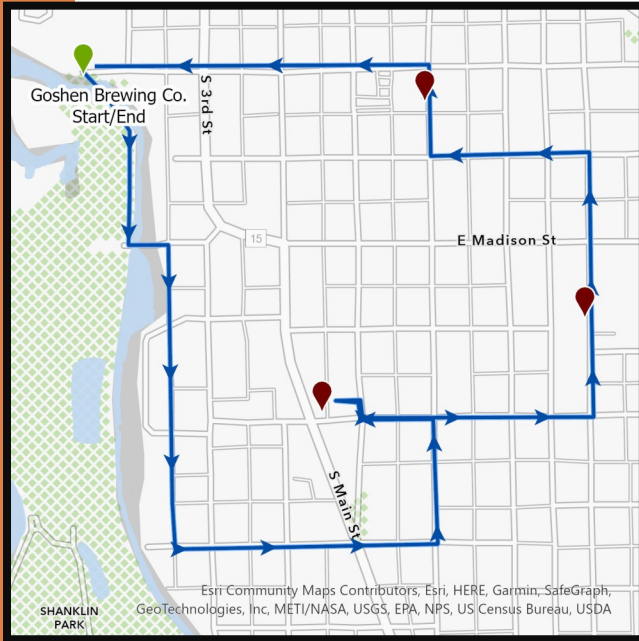 Goshen Brewing Co.
Start/End
S 3rd St
15
E Madison St
S Main St
Esri Community Maps Contributors, Esri, HERE, Garmin, SafeGraph,
GeoTechnologies, Inc, METI/NASA, USGS, EPA, NPS, US Census Bureau, USDA
SHANKLIN
PARK